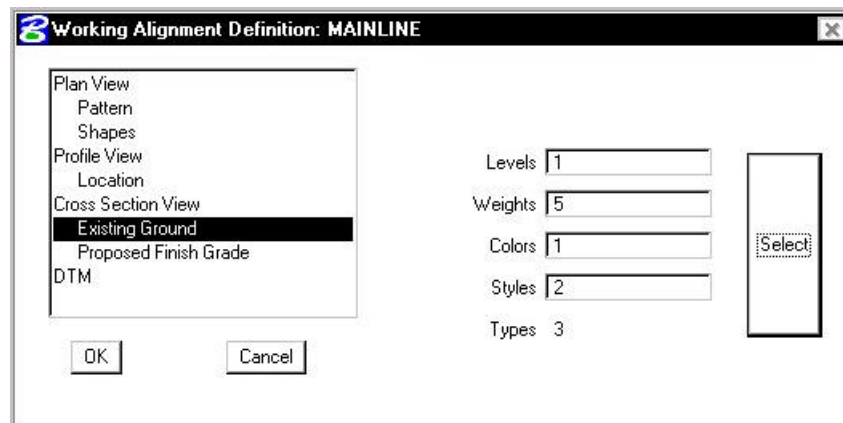 Working Alignment Definition: MAINLINE
Plan View
Pattern
Shapes
Profile View
Location
Cross Section View
Existing Ground
Proposed Finish Grade
DTM
Levels 1
Weights 5
Colors 1
Styles 2
Types 3
Select
OK
Cancel